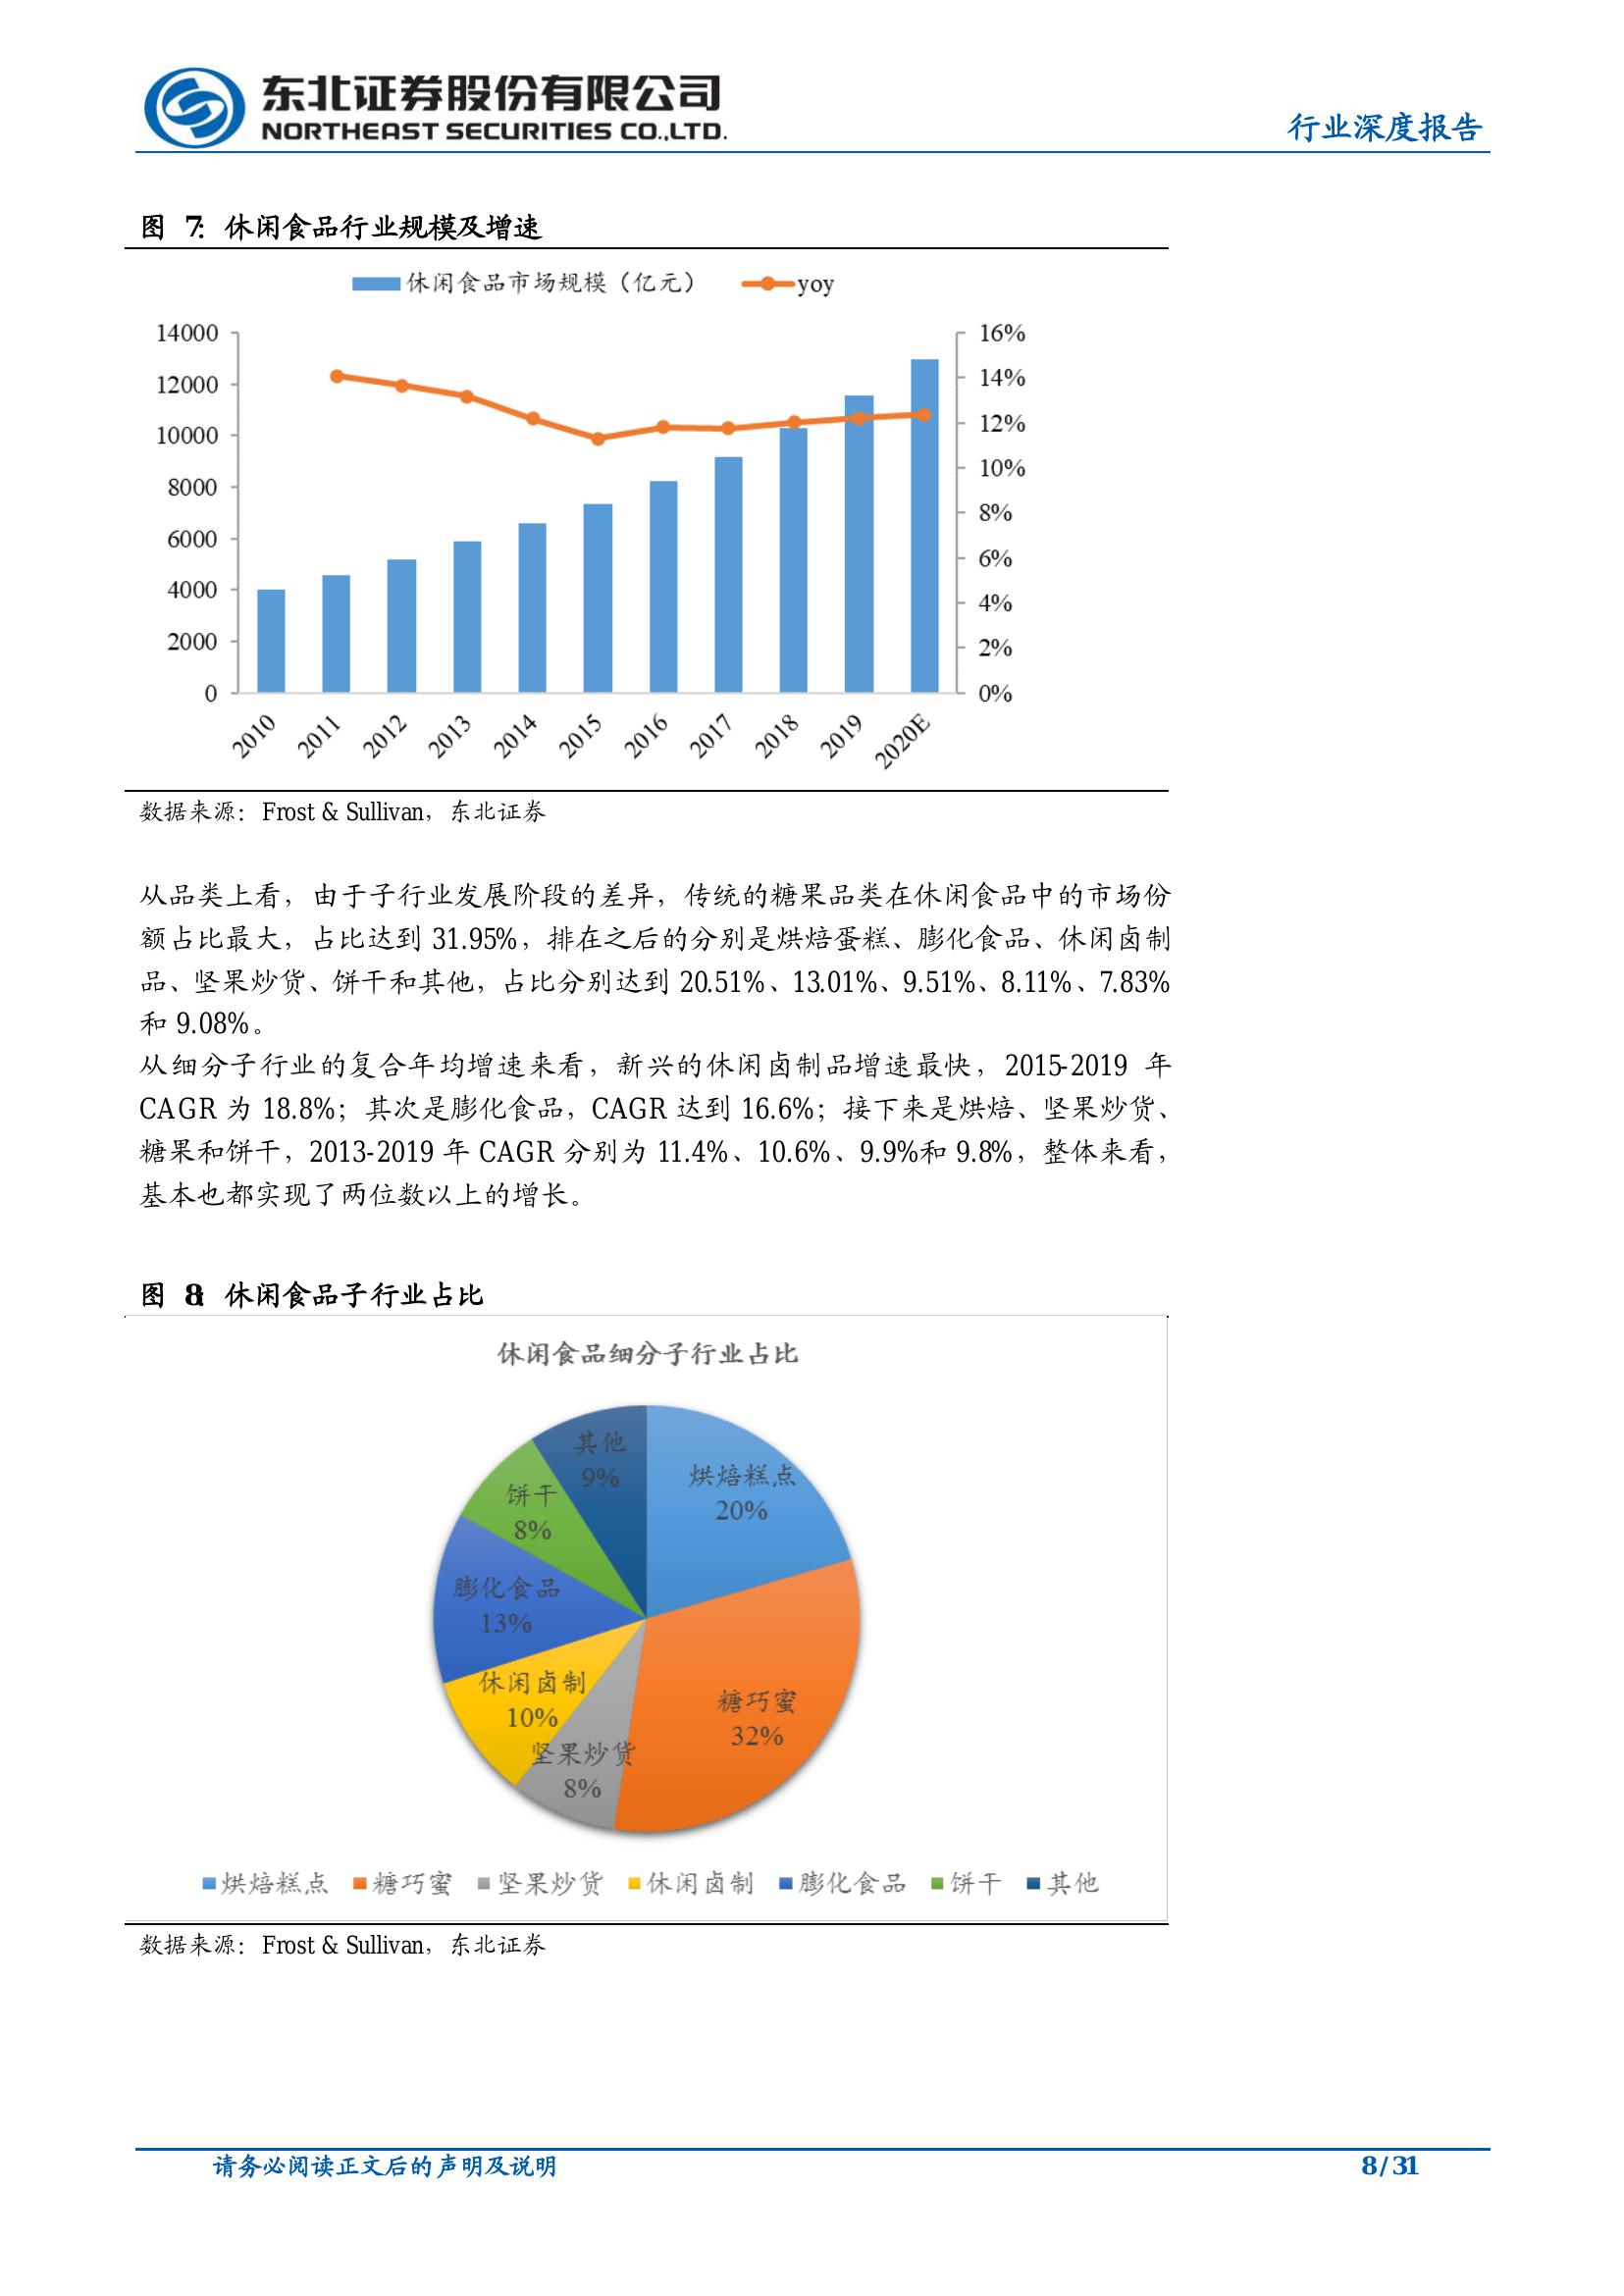 东北证券股份有限公司
NORTHEAST SECURITIES CO.,LTD.
行业深度报告
图 7: 休闲食品行业规模及增速
休闲食品市场规模（亿元） yoy
14000 16%
12000 14%
10000 12%
8000 10%
6000 8%
4000 6%
2000 4%
0 2%
0%
2010 2011 2012 2013 2014 2015 2016 2017 2018 2019 2020E
数据来源：Frost & Sullivan，东北证券
从品类上看，由于子行业发展阶段的差异，传统的糖果品类在休闲食品中的市场份
额占比最大，占比达到 31.95%，排在之后的分别是烘焙蛋糕、膨化食品、休闲卤制
品、坚果炒货、饼干和其他，占比分别达到 20.51%、13.01%、9.51%、8.11%、7.83%
和 9.08%。
从细分子行业的复合年均增速来看，新兴的休闲卤制品增速最快，2015-2019 年
CAGR 为 18.8%；其次是膨化食品，CAGR 达到 16.6%；接下来是烘焙、坚果炒货、
糖果和饼干，2013-2019 年 CAGR 分别为 11.4%、10.6%、9.9%和 9.8%，整体来看，
基本也都实现了两位数以上的增长。
图 8: 休闲食品子行业占比
休闲食品细分子行业占比
其他
9%
烘焙糕点
20%
饼干
8%
膨化食品
13%
休闲卤制
10%
糖巧蜜
32%
坚果炒货
8%
烘焙糕点 糖巧蜜 坚果炒货 休闲卤制 膨化食品 饼干 其他
数据来源：Frost & Sullivan，东北证券
请务必阅读正文后的声明及说明
8 / 31